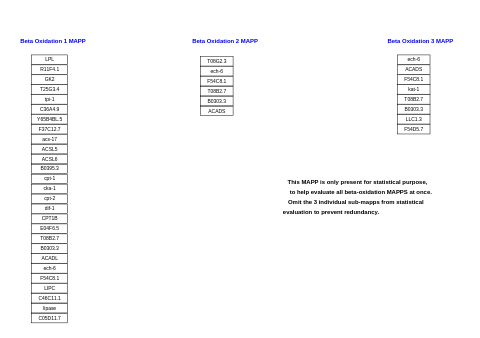 Beta Oxidation 1 MAPP
LPL
R11F4.1
GK2
T25G3.4
tpi-1
C36A4.9
Y65B4BL.5
F37C12.7
acs-17
ACSL5
ACSL6
B0395.3
cpt-1
cka-1
cpt-2
dif-1
CPT1B
E04F6.5
T08B2.7
B0303.3
ACADL
ech-6
F54C8.1
LIPC
C46C11.1
lipase
C05D11.7
Beta Oxidation 2 MAPP
T08G2.3
ech-6
F54C8.1
T08B2.7
B0303.3
ACADS
Beta Oxidation 3 MAPP
ech-6
ACADS
F54C8.1
kat-1
T08B2.7
B0303.3
LLC1.3
F54D5.7
This MAPP is only present for statistical purpose,
to help evaluate all beta-oxidation MAPPS at once.
Omit the 3 individual sub-mapps from statistical
evaluation to prevent redundancy.